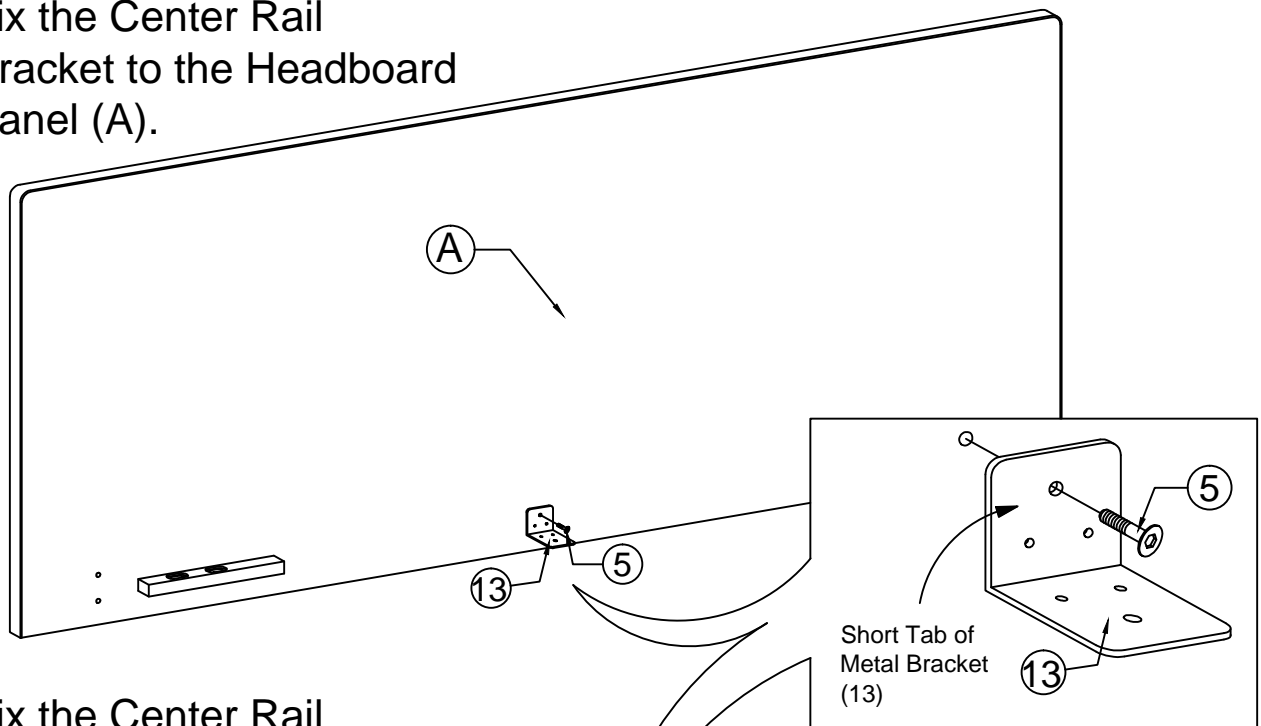 ix the Center Rail
racket to the Headboard
anel (A).
A
5
13
5
Short Tab of
Metal Bracket
(13)
13
ix the Center Rail